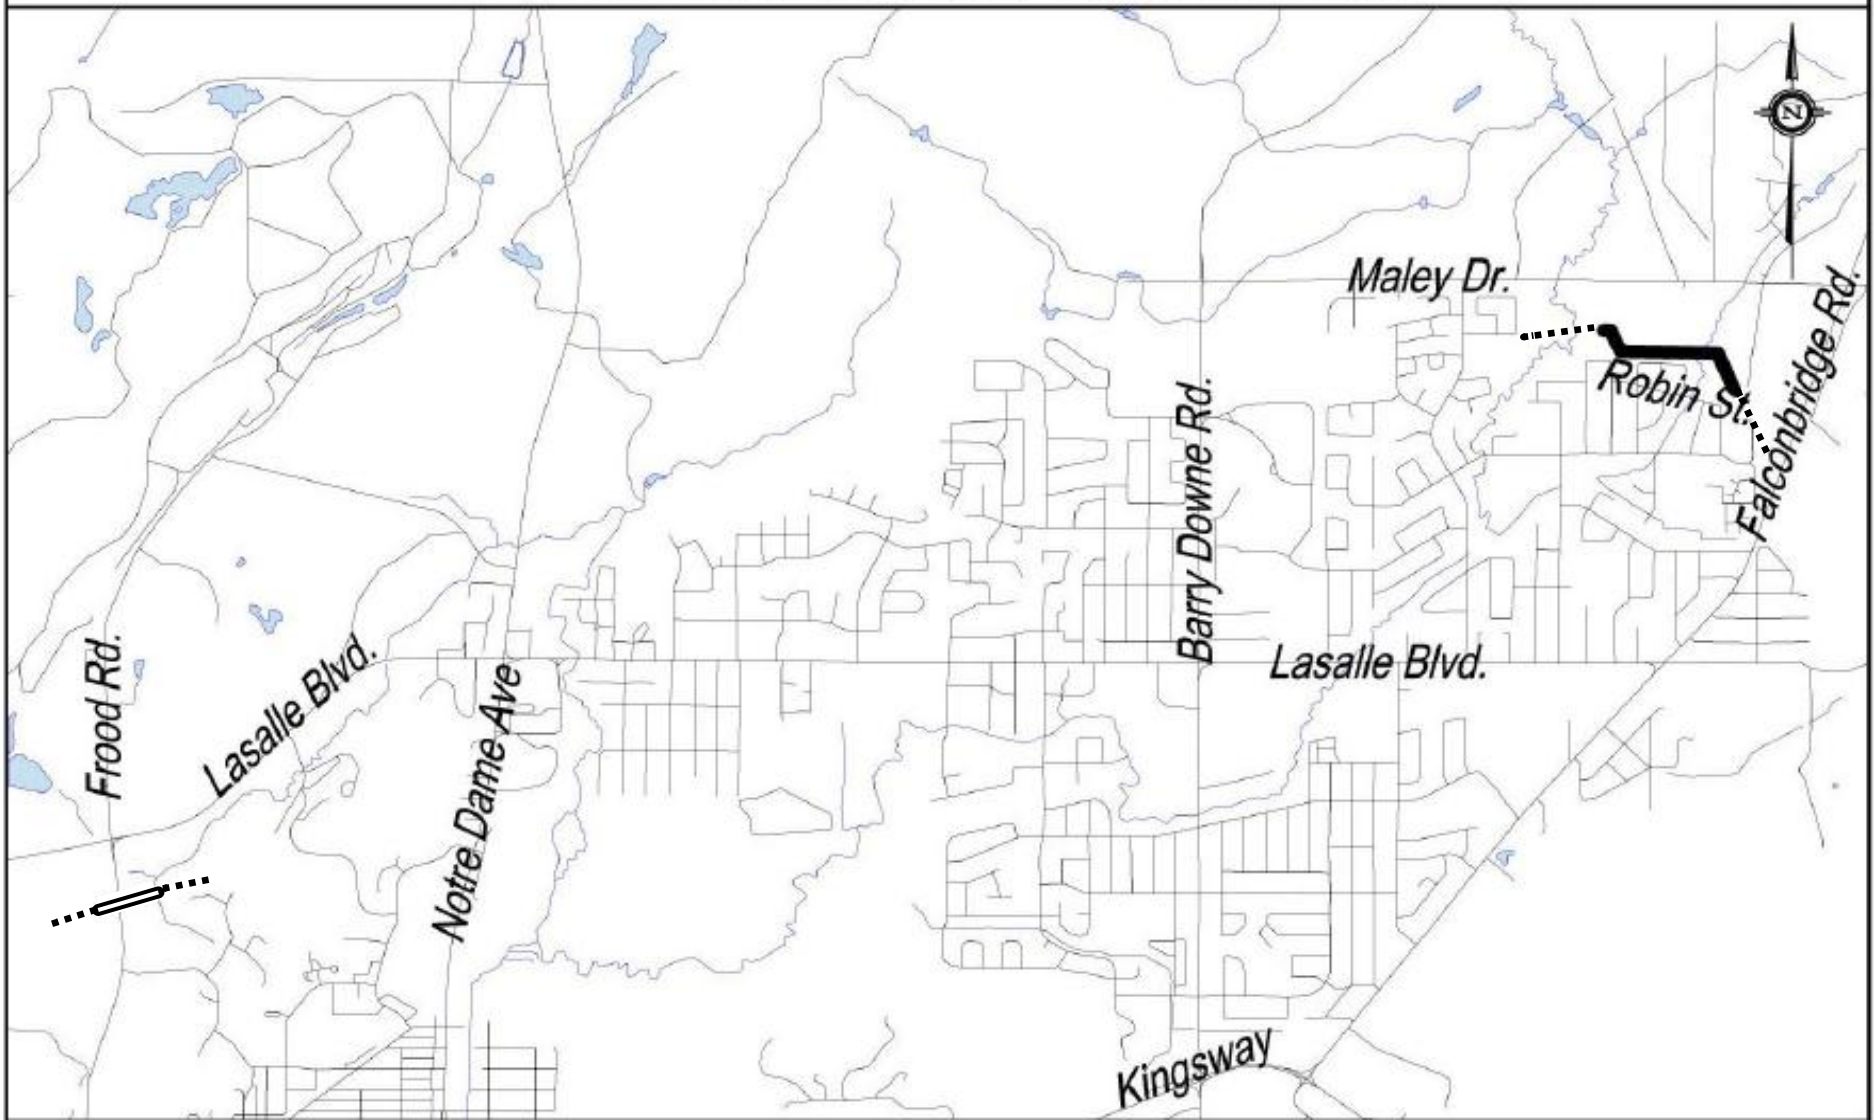 N
Maley Dr.
Robin St.
Falconbridge Rd.
Barry Downe Rd.
Frood Rd.
Lasalle Blvd.
Notre Dame Ave
Lasalle Blvd.
Kingsway